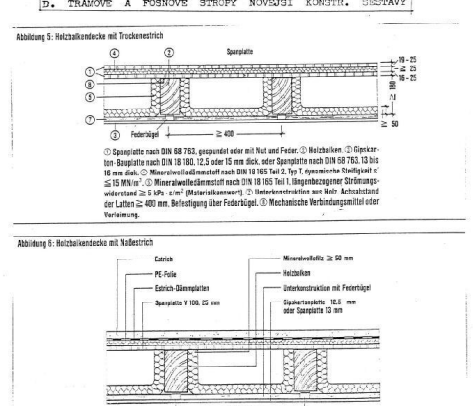 D. TRÁMOVÉ A FOŠNOVÉ STROPY NOVĚJŠÍ KONSTR. SESTAVY
Abbildung 5: Holzbalkendecke mit Trockenestrich
④ ② Spanplatte
19 - 25
① 25
16 - 25
⑧
⑤ ≥ 180
⑦ ≥ 50
③ Federbügel ≥ 400
① Spanplatte nach DIN 68 763, gespundet oder mit Nut und Feder. ② Holzbalken. ③ Gipskar-
ton-Bauplatte nach DIN 18 180, 12,5 oder 15 mm dick, oder Spanplatte nach DIN 68 763, 13 bis
16 mm dick. ④ Mineralwolledämmstoff nach DIN 18 165 Teil 2, Typ T, dynamische Steifigkeit s'
≤ 15 MN/m³. ⑤ Mineralwolledämmstoff nach DIN 18 165 Teil 1, längenbezogener Strömungs-
widerstand ≥ 5 kPa · s/m² (Materialkennwert). ⑦ Unterkonstruktion aus Holz Achsabstand
der Latten ≥ 400 mm, Befestigung über Federbügel. ⑧ Mechanische Verbindungsmittel oder
Verleimung.
Abbildung 6: Holzbalkendecke mit Naßestrich
Estrich
PE-Folie
Estrich-Dämmplatten
Spanplatte V 100, 25 mm
Mineralwollefilz ≥ 50 mm
Holzbalken
Unterkonstruktion mit Federbügel
Gipskartonplatte 12,5 mm
oder Spanplatte 13 mm